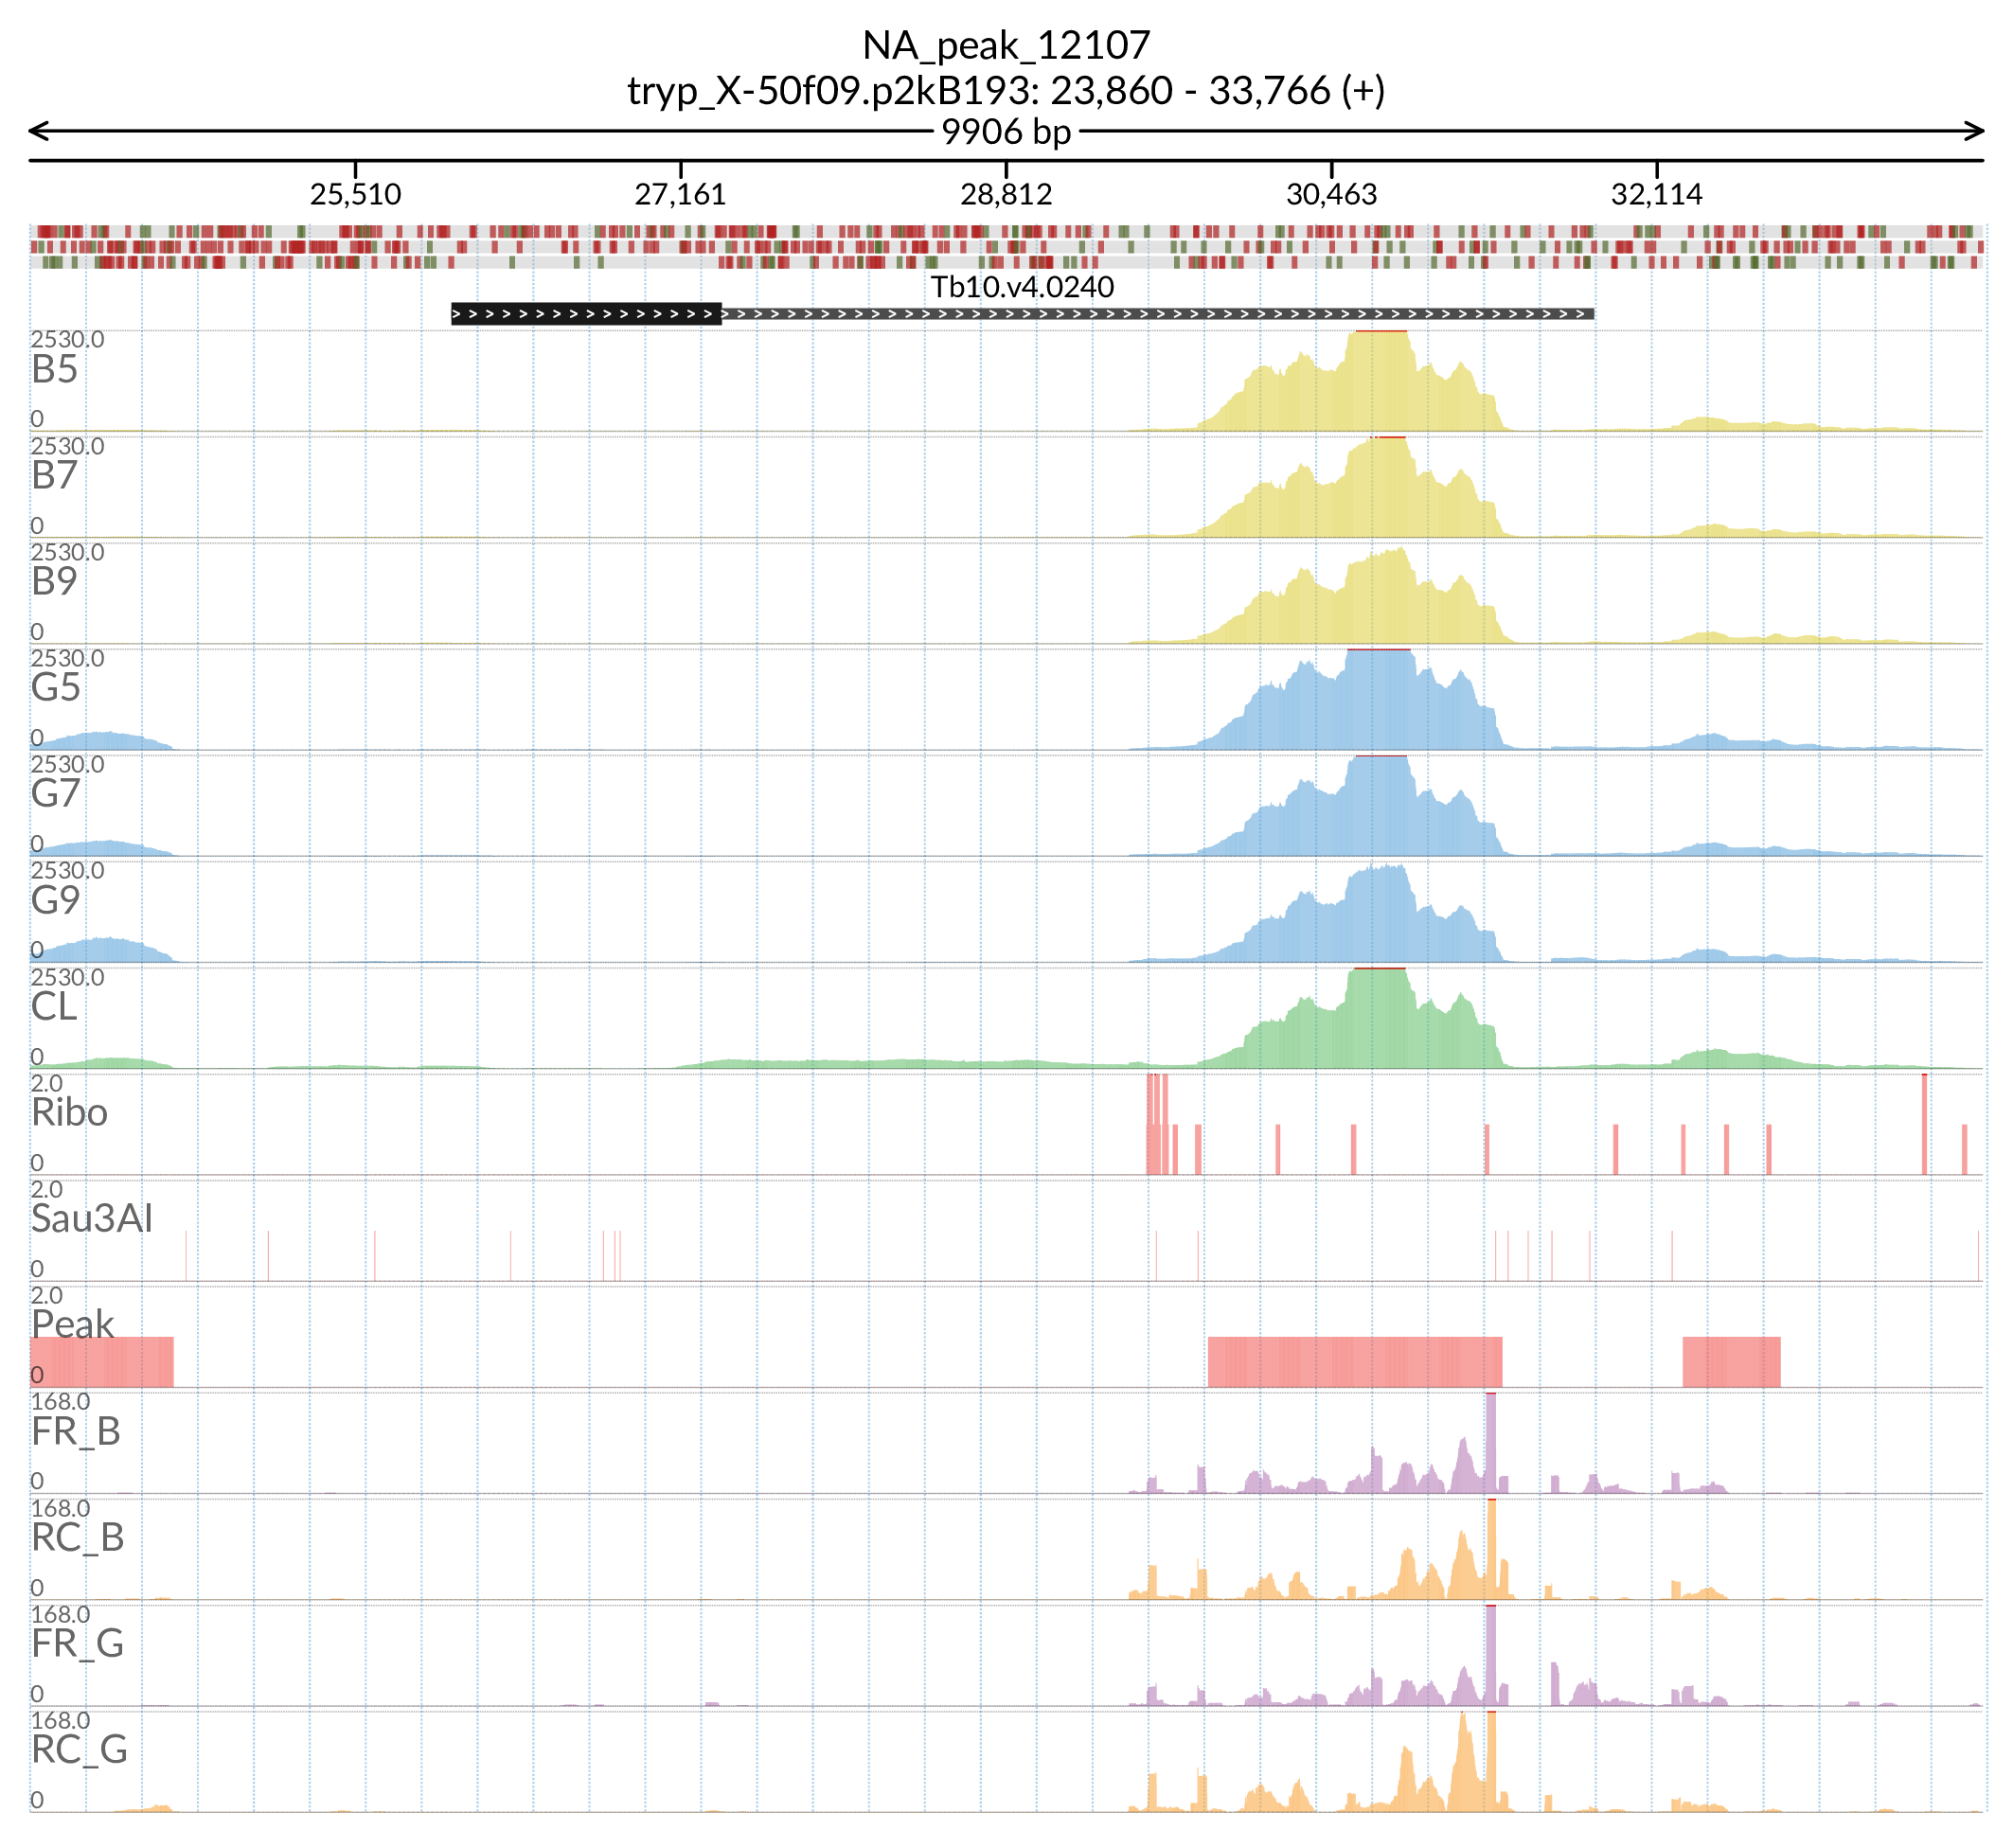 NA_peak_12107
tryp_X-50f09.p2kB193: 23,860 - 33,766 (+)
9906 bp
25,510 27,161 28,812 30,463 32,114
Tb10.v4.0240
2530.0
B5
0
2530.0
B7
0
2530.0
B9
0
2530.0
G5
0
2530.0
G7
0
2530.0
G9
0
2530.0
CL
0
2.0
Ribo
0
2.0
Sau3AI
0
2.0
Peak
0
168.0
FR_B
0
168.0
RC_B
0
168.0
FR_G
0
168.0
RC_G
0